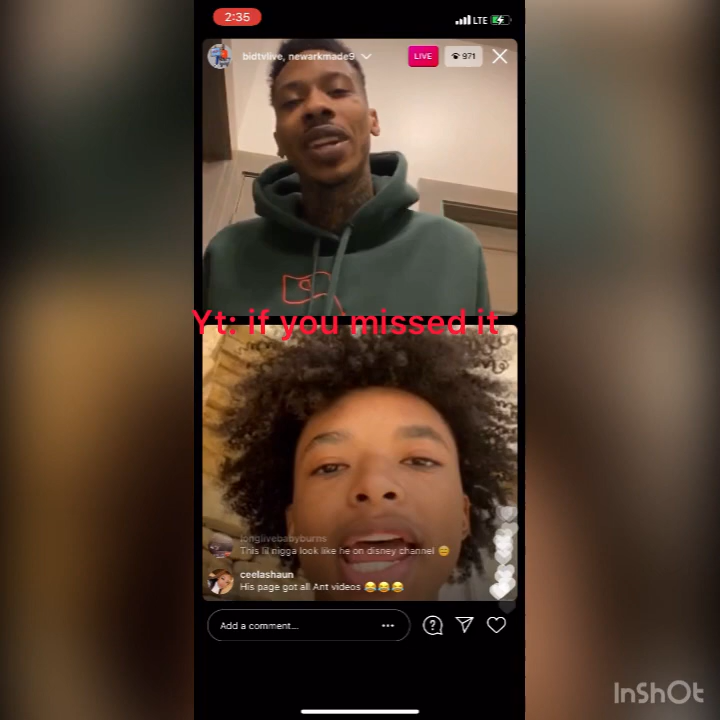 2:35
LTE
bidtvlive, newarkmade9
LIVE
971
Yt: if you missed it
longlivebabyburns
This lil nigga look like he on disney channel 😑
ceelashaun
His page got all Ant videos 😂😂😂
Add a comment...
InShOt